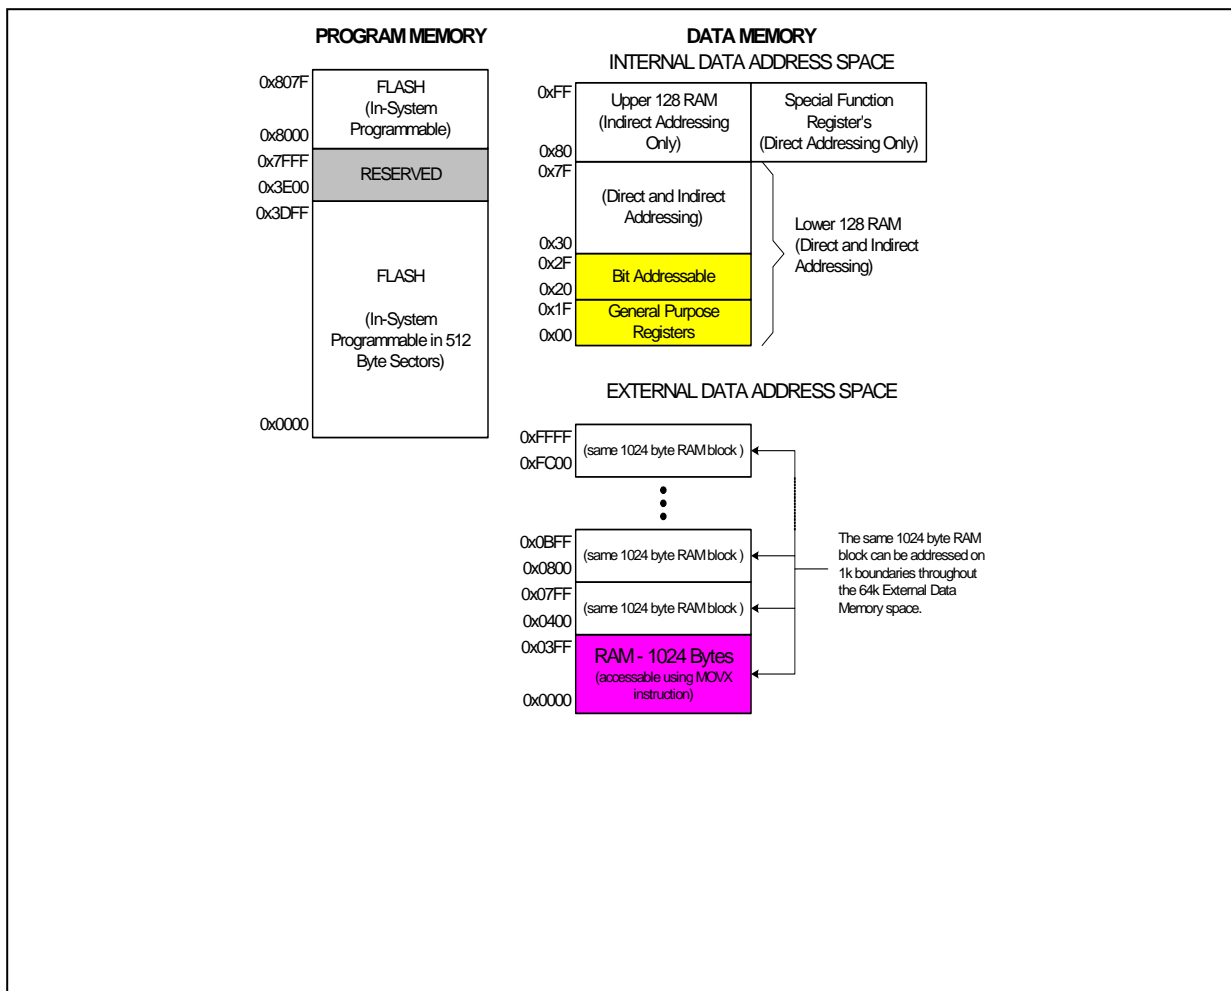 PROGRAM MEMORY
0x807F
0x8000
FLASH
(In-System
Programmable)
0x7FFF
0x3E00
RESERVED
0x3DFF
FLASH
(In-System
Programmable in 512
Byte Sectors)
0x0000
DATA MEMORY
INTERNAL DATA ADDRESS SPACE
0xFF
Upper 128 RAM
(Indirect Addressing
Only)
0x80
Special Function
Register's
(Direct Addressing Only)
0x7F
(Direct and Indirect
Addressing)
0x30
0x2F
Bit Addressable
0x20
0x1F
General Purpose
Registers
0x00
Lower 128 RAM
(Direct and Indirect
Addressing)
EXTERNAL DATA ADDRESS SPACE
0xFFFF
(same 1024 byte RAM block )
0xFC00
0x0BFF
(same 1024 byte RAM block )
0x0800
0x07FF
(same 1024 byte RAM block )
0x0400
0x03FF
RAM - 1024 Bytes
(accessable using MOVX
instruction)
0x0000
The same 1024 byte RAM
block can be addressed on
1k boundaries throughout
the 64k External Data
Memory space.